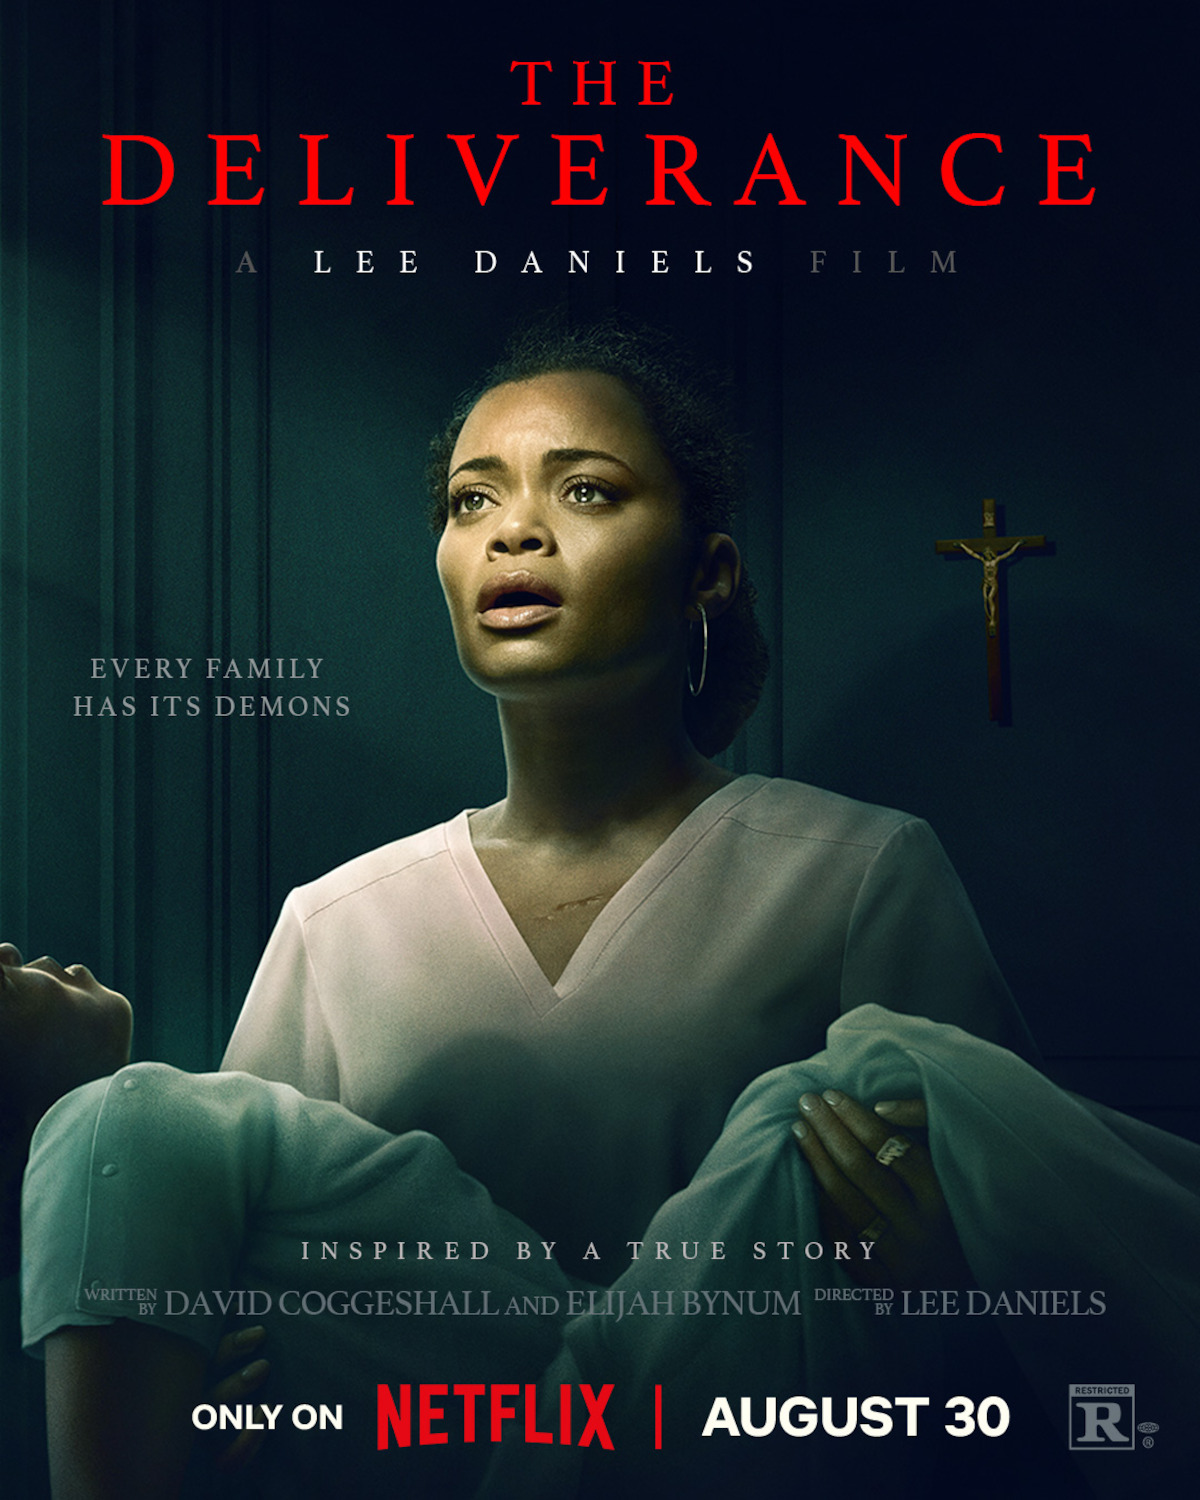 THE
DELIVERANCE
A LEE DANIELS FILM
EVERY FAMILY
HAS ITS DEMONS
INSPIRED BY A TRUE STORY
WRITTEN BY DAVID COGGESHALL AND ELIJAH BYNUM DIRECTED BY LEE DANIELS
ONLY ON NETFLIX | AUGUST 30
RESTRICTED
R
®